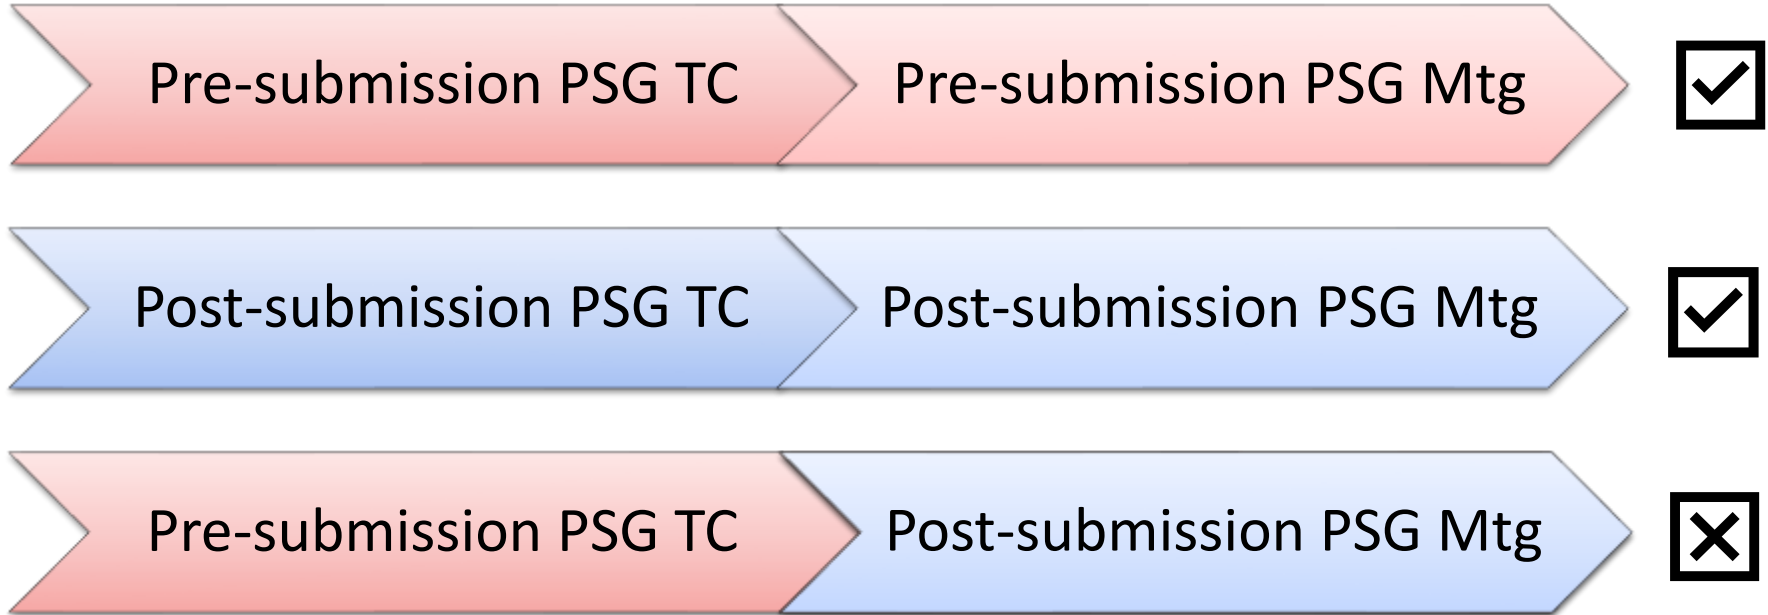 Pre-submission PSG TC Pre-submission PSG Mtg
Post-submission PSG TC Post-submission PSG Mtg
Pre-submission PSG TC Post-submission PSG Mtg